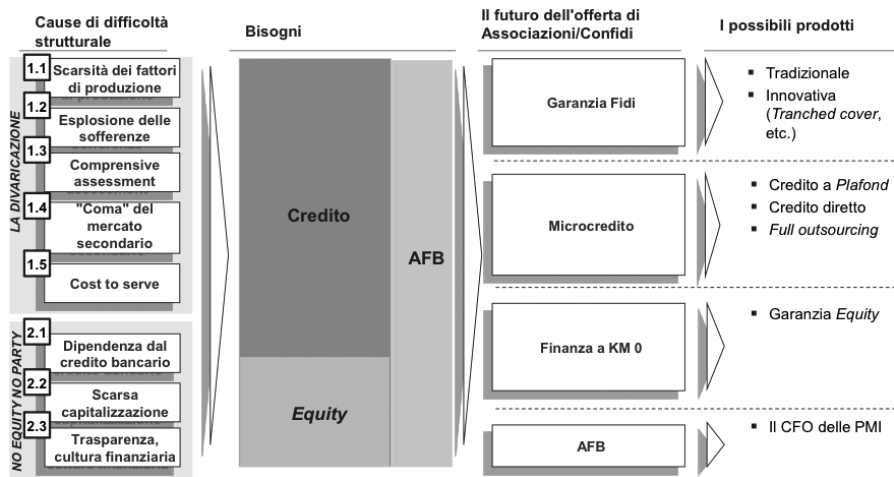 Cause di difficoltà
strutturale
Bisogni
Il futuro dell'offerta di
Associazioni/Confidi
I possibili prodotti
LA DIVARICAZIONE
1.1
Scarsità dei fattori
di produzione
1.2
Esplosione delle
sofferenze
1.3
Comprensive
assessment
1.4
"Coma" del
mercato
secondario
1.5
Cost to serve
NO EQUITY NO PARTY
2.1
Dipendenza dal
credito bancario
2.2
Scarsa
capitalizzazione
2.3
Trasparenza,
cultura finanziaria
Credito
Equity
AFB
Garanzia Fidi
▪ Tradizionale
▪ Innovativa
(Tranched cover,
etc.)
Microcredito
▪ Credito a Plafond
▪ Credito diretto
▪ Full outsourcing
Finanza a KM 0
▪ Garanzia Equity
AFB
▪ Il CFO delle PMI